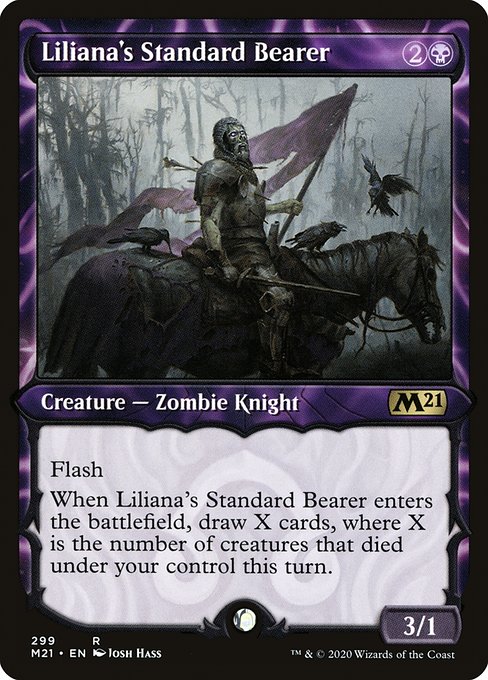 Liliana's Standard Bearer 2
Creature — Zombie Knight M21
Flash
When Liliana's Standard Bearer enters
the battlefield, draw X cards, where X
is the number of creatures that died
under your control this turn.
3/1
299 R
M21 • EN Josh Hass ™ & © 2020 Wizards of the Coast